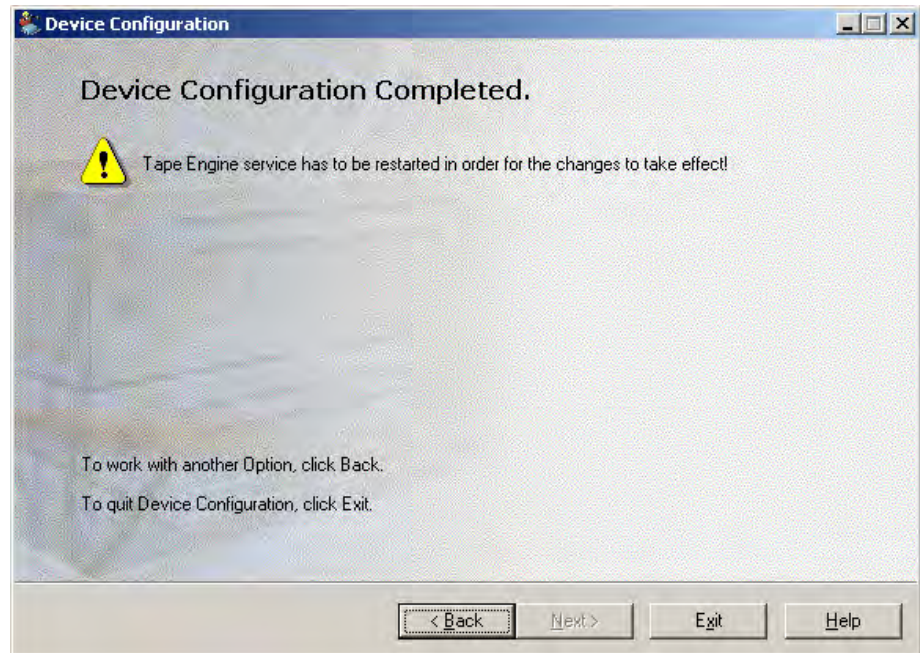 Device Configuration
Device Configuration Completed.
Tape Engine service has to be restarted in order for the changes to take effect!
To work with another Option, click Back.
To quit Device Configuration, click Exit.
< Back
Next >
Exit
Help